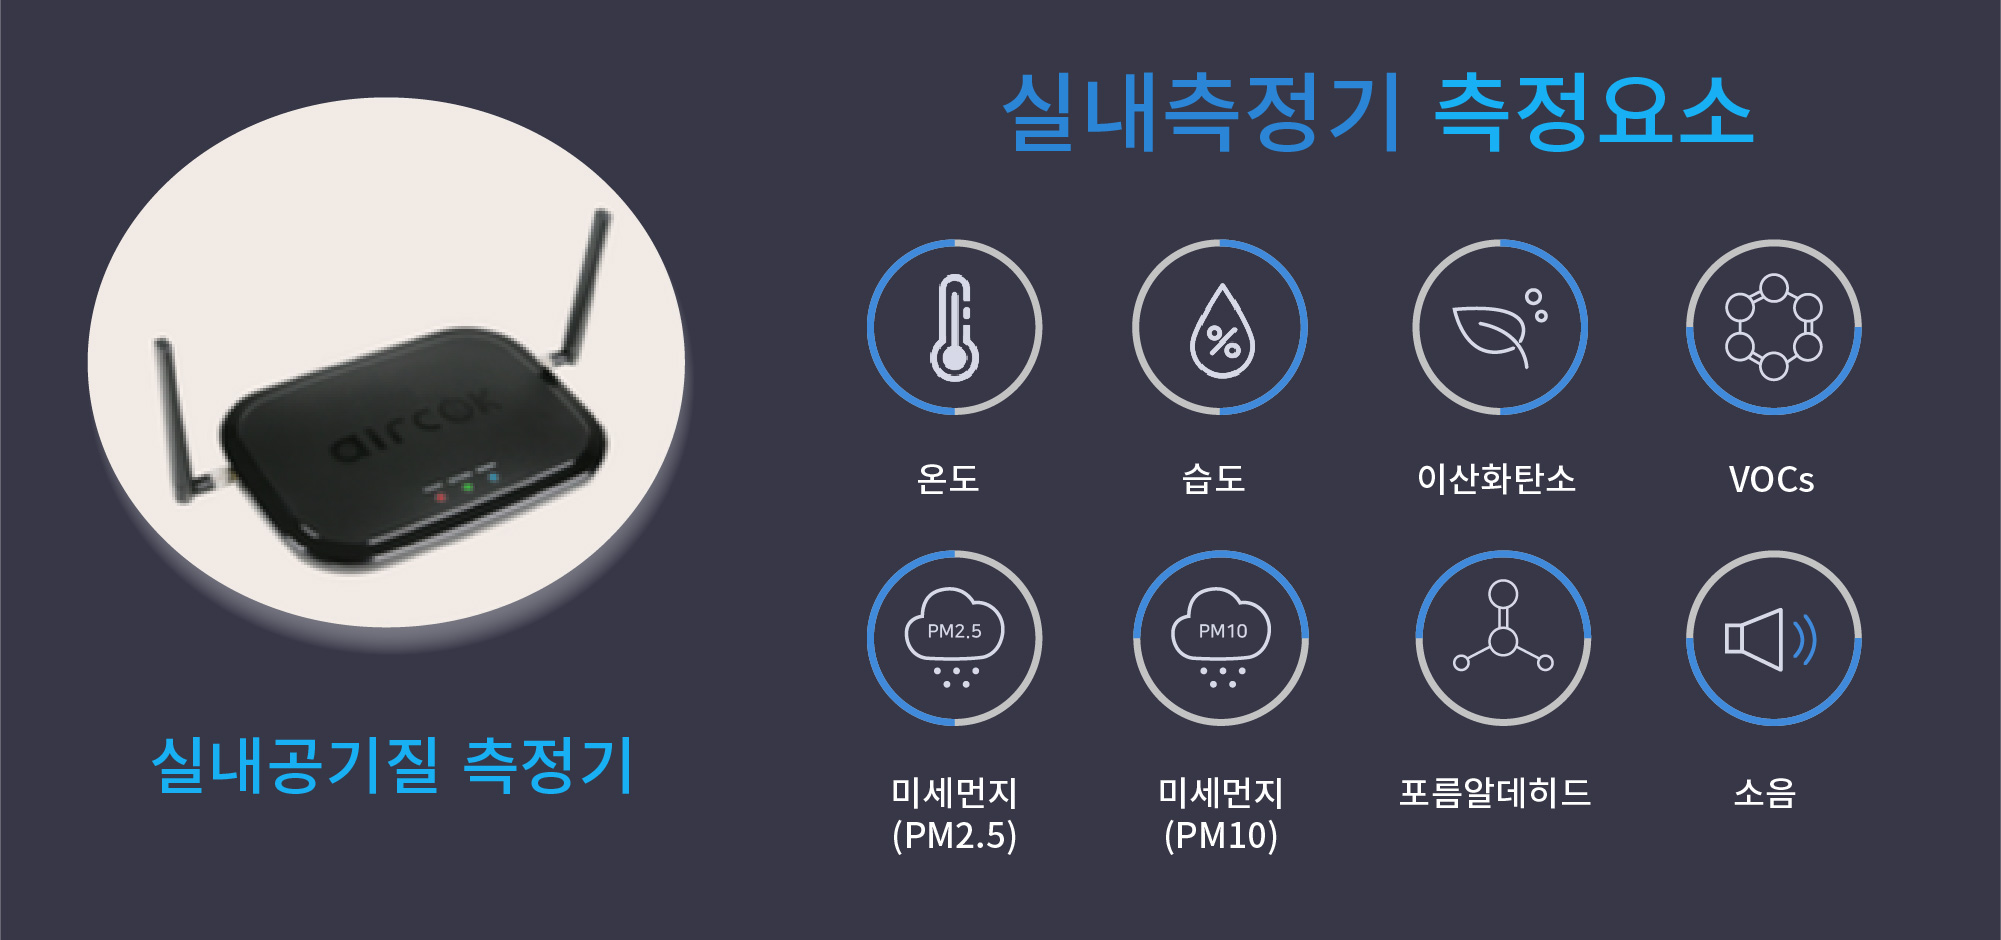 실내측정기 측정요소
aırcok
온도
습도
이산화탄소
VOCs
PM2.5
PM10
미세먼지
(PM2.5)
미세먼지
(PM10)
포름알데히드
소음
실내공기질 측정기